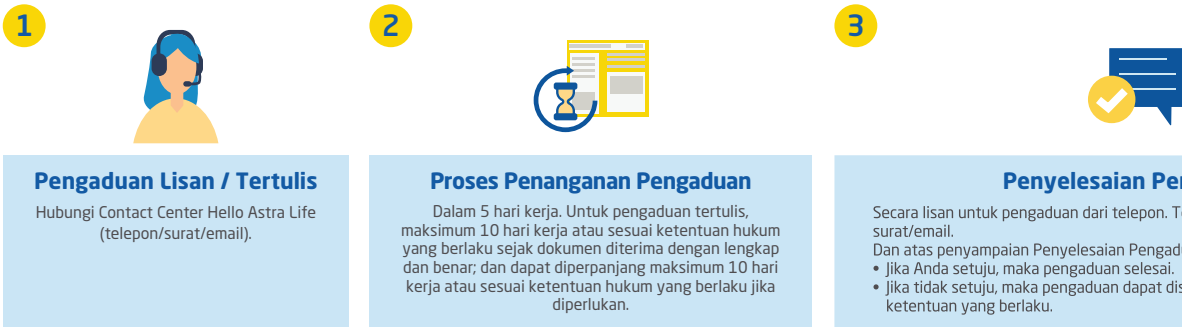 1
Pengaduan Lisan / Tertulis
Hubungi Contact Center Hello Astra Life
(telepon/surat/email).
2
Proses Penanganan Pengaduan
Dalam 5 hari kerja. Untuk pengaduan tertulis,
maksimum 10 hari kerja atau sesuai ketentuan hukum
yang berlaku sejak dokumen diterima dengan lengkap
dan benar; dan dapat diperpanjang maksimum 10 hari
kerja atau sesuai ketentuan hukum yang berlaku jika
diperlukan.
3
Penyelesaian
Secara lisan untuk pengaduan dari telepon.
surat/email.
Dan atas penyampaian Penyelesaian
• Jika Anda setuju, maka pengaduan selesai.
• Jika tidak setuju, maka pengaduan dapat
ketentuan yang berlaku.